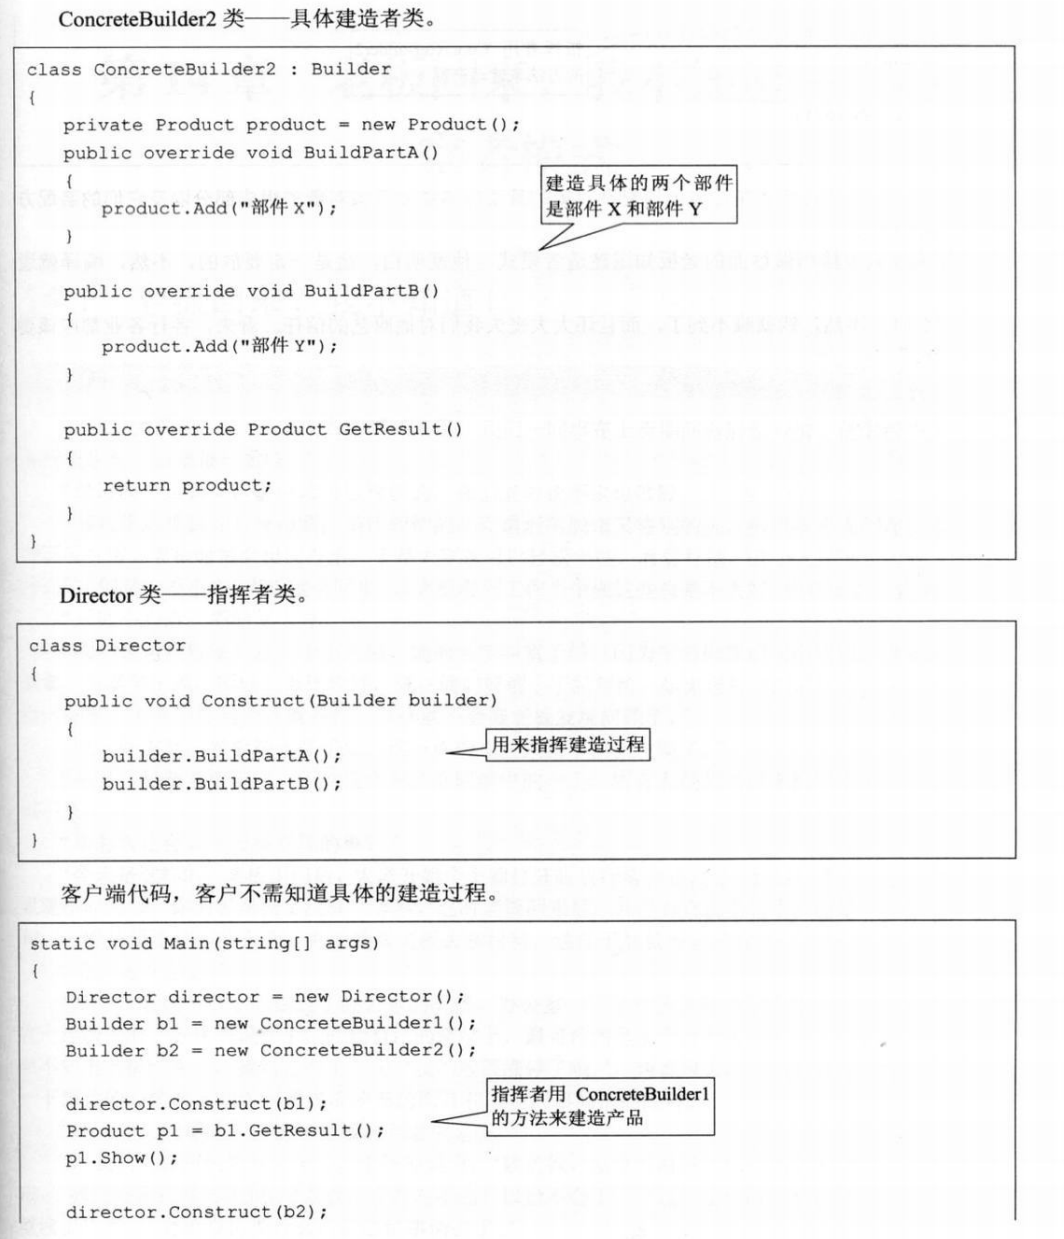 ConcreteBuilder2 类——具体建造者类。
class ConcreteBuilder2 : Builder
{
private Product product = new Product();
public override void BuildPartA()
{
product.Add("部件 X");
}
建造具体的两个部件
是部件 X 和部件 Y
public override void BuildPartB()
{
product.Add("部件 Y");
}
public override Product GetResult()
{
return product;
}
}
Director 类——指挥者类。
class Director
{
public void Construct(Builder builder)
{
builder.BuildPartA();
builder.BuildPartB();
用来指挥建造过程
}
}
客户端代码，客户不需知道具体的建造过程。
static void Main(string[] args)
{
Director director = new Director();
Builder b1 = new ConcreteBuilder1();
Builder b2 = new ConcreteBuilder2();
director.Construct(b1);
Product p1 = b1.GetResult();
p1.Show();
指挥者用 ConcreteBuilder1
的方法来建造产品
director.Construct(b2);